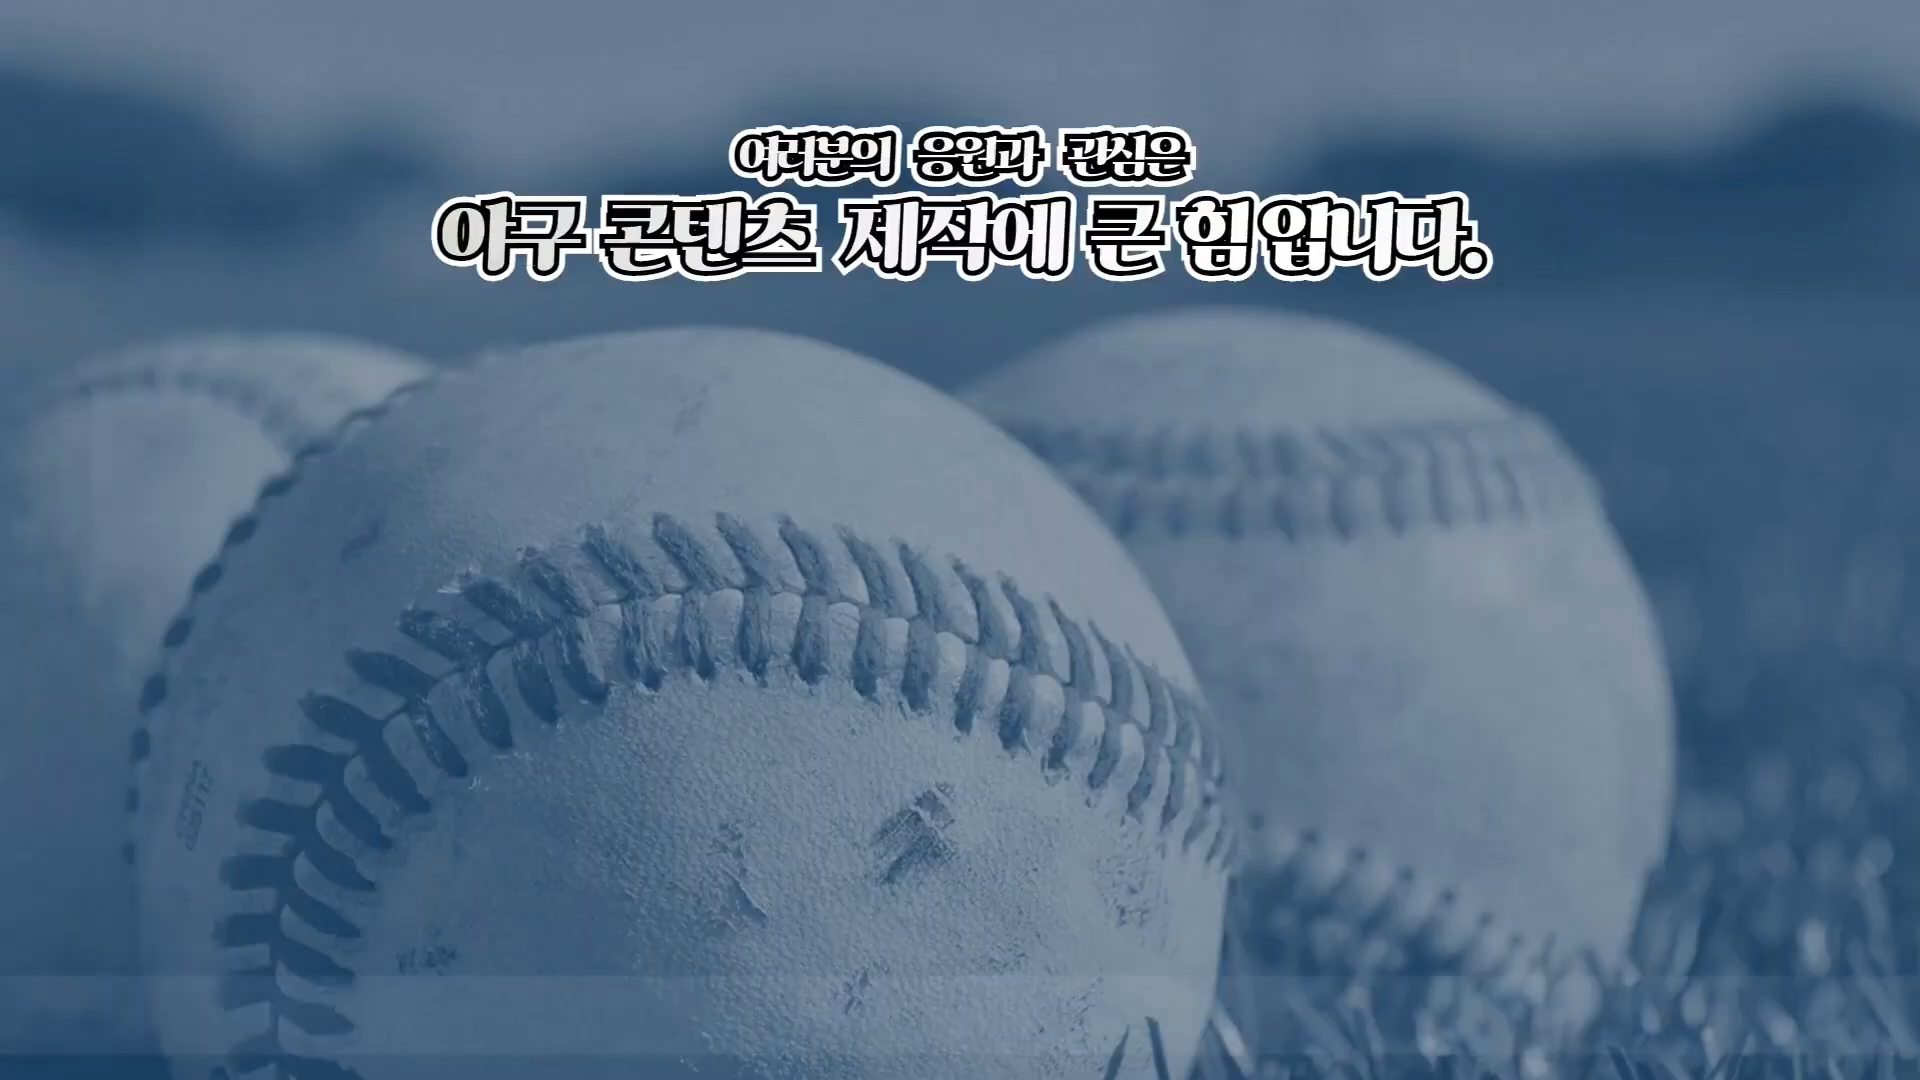 여러분의 응원과 관심은
야구 콘텐츠 제작에 큰 힘 입니다.